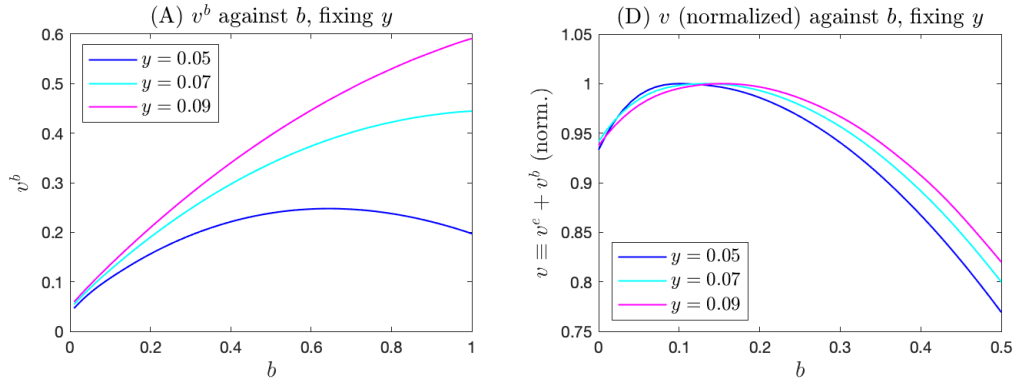 (A) v^b against b, fixing y
0.6
0.5
0.4
0.3
0.2
0.1
0
v^b
y = 0.05
y = 0.07
y = 0.09
0
0.2
0.4
0.6
0.8
1
b
(D) v (normalized) against b, fixing y
1.05
1
0.95
0.9
0.85
0.8
0.75
v ≡ v^e + v^b (norm.)
y = 0.05
y = 0.07
y = 0.09
0
0.1
0.2
0.3
0.4
0.5
b